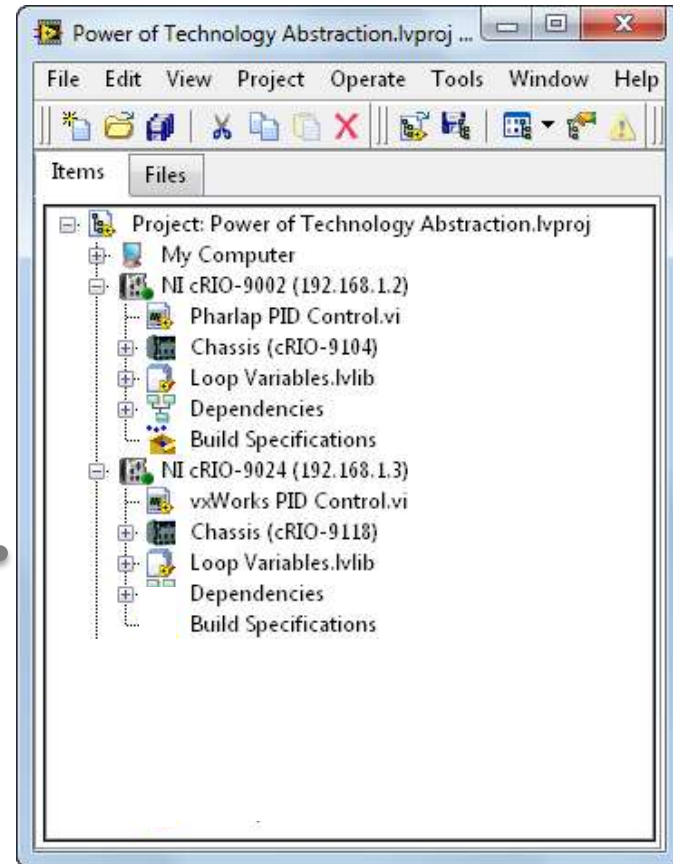 Power of Technology Abstraction.lvproj ...
File Edit View Project Operate Tools Window Help
Items Files
Project: Power of Technology Abstraction.lvproj
My Computer
NI cRIO-9002 (192.168.1.2)
Pharlap PID Control.vi
Chassis (cRIO-9104)
Loop Variables.lvlib
Dependencies
Build Specifications
NI cRIO-9024 (192.168.1.3)
vxWorks PID Control.vi
Chassis (cRIO-9118)
Loop Variables.lvlib
Dependencies
Build Specifications